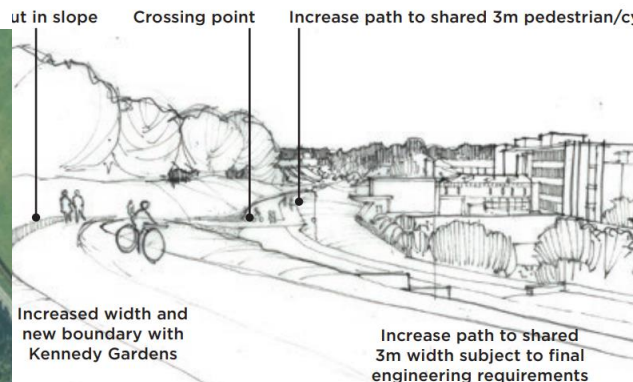 ut in slope
Crossing point
Increase path to shared 3m pedestrian/cy
Increased width and
new boundary with
Kennedy Gardens
Increase path to shared
3m width subject to final
engineering requirements